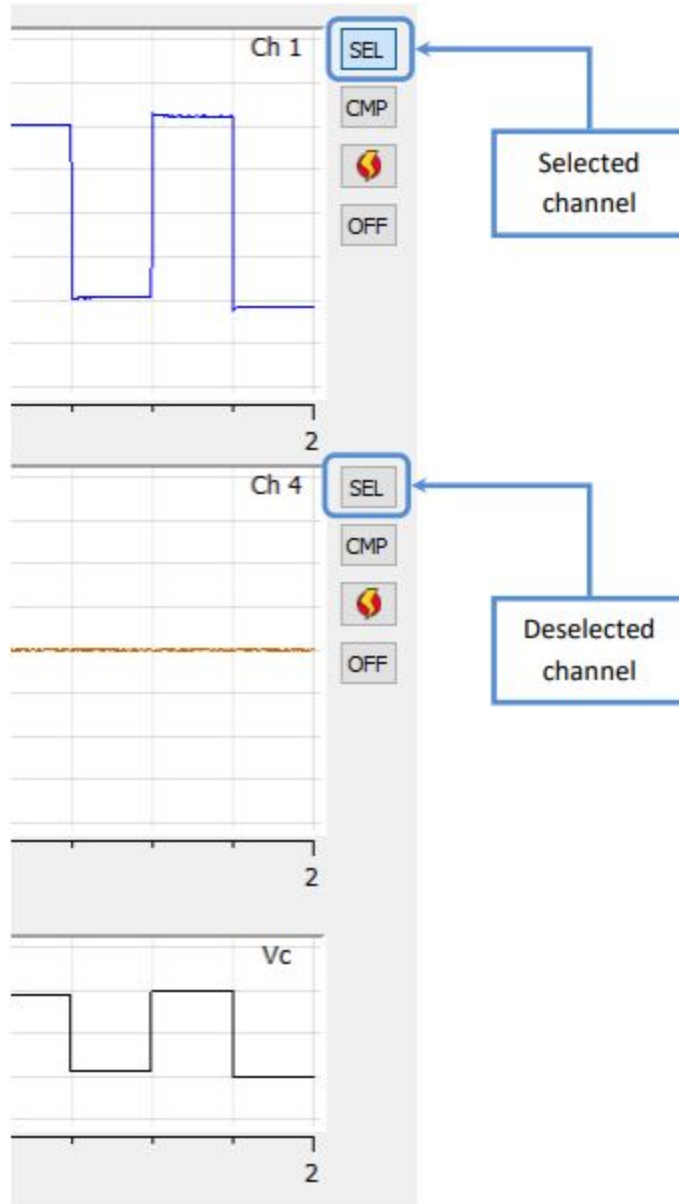 Ch 1
SEL
CMP
OFF
Selected
channel
2
Ch 4
SEL
CMP
OFF
Deselected
channel
2
Vc
2